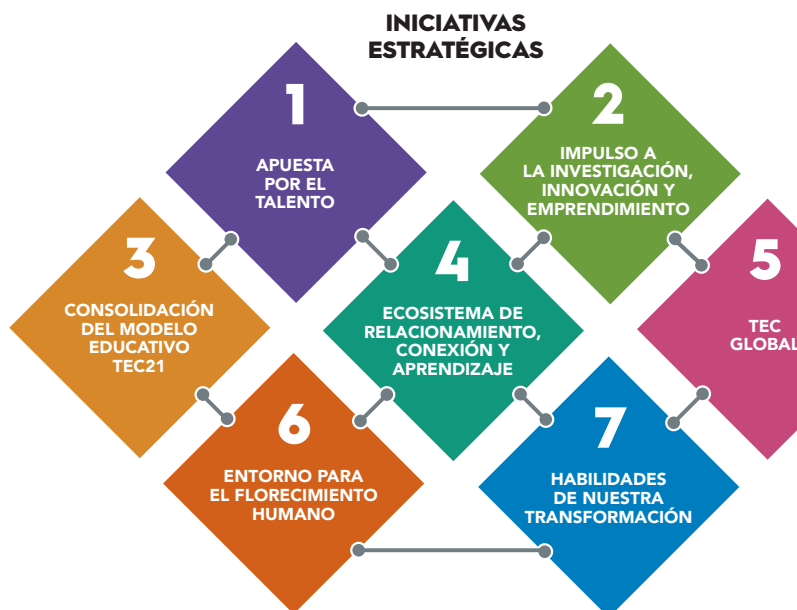 INICIATIVAS
ESTRATÉGICAS
1
APUESTA
POR EL
TALENTO
2
IMPULSO A
LA INVESTIGACIÓN,
INNOVACIÓN Y
EMPRENDIMIENTO
3
CONSOLIDACIÓN
DEL MODELO
EDUCATIVO
TEC21
4
ECOSISTEMA DE
RELACIONAMIENTO,
CONEXIÓN Y
APRENDIZAJE
5
TEC
GLOBAL
6
ENTORNO PARA
EL FLORECIMIENTO
HUMANO
7
HABILIDADES
DE NUESTRA
TRANSFORMACIÓN